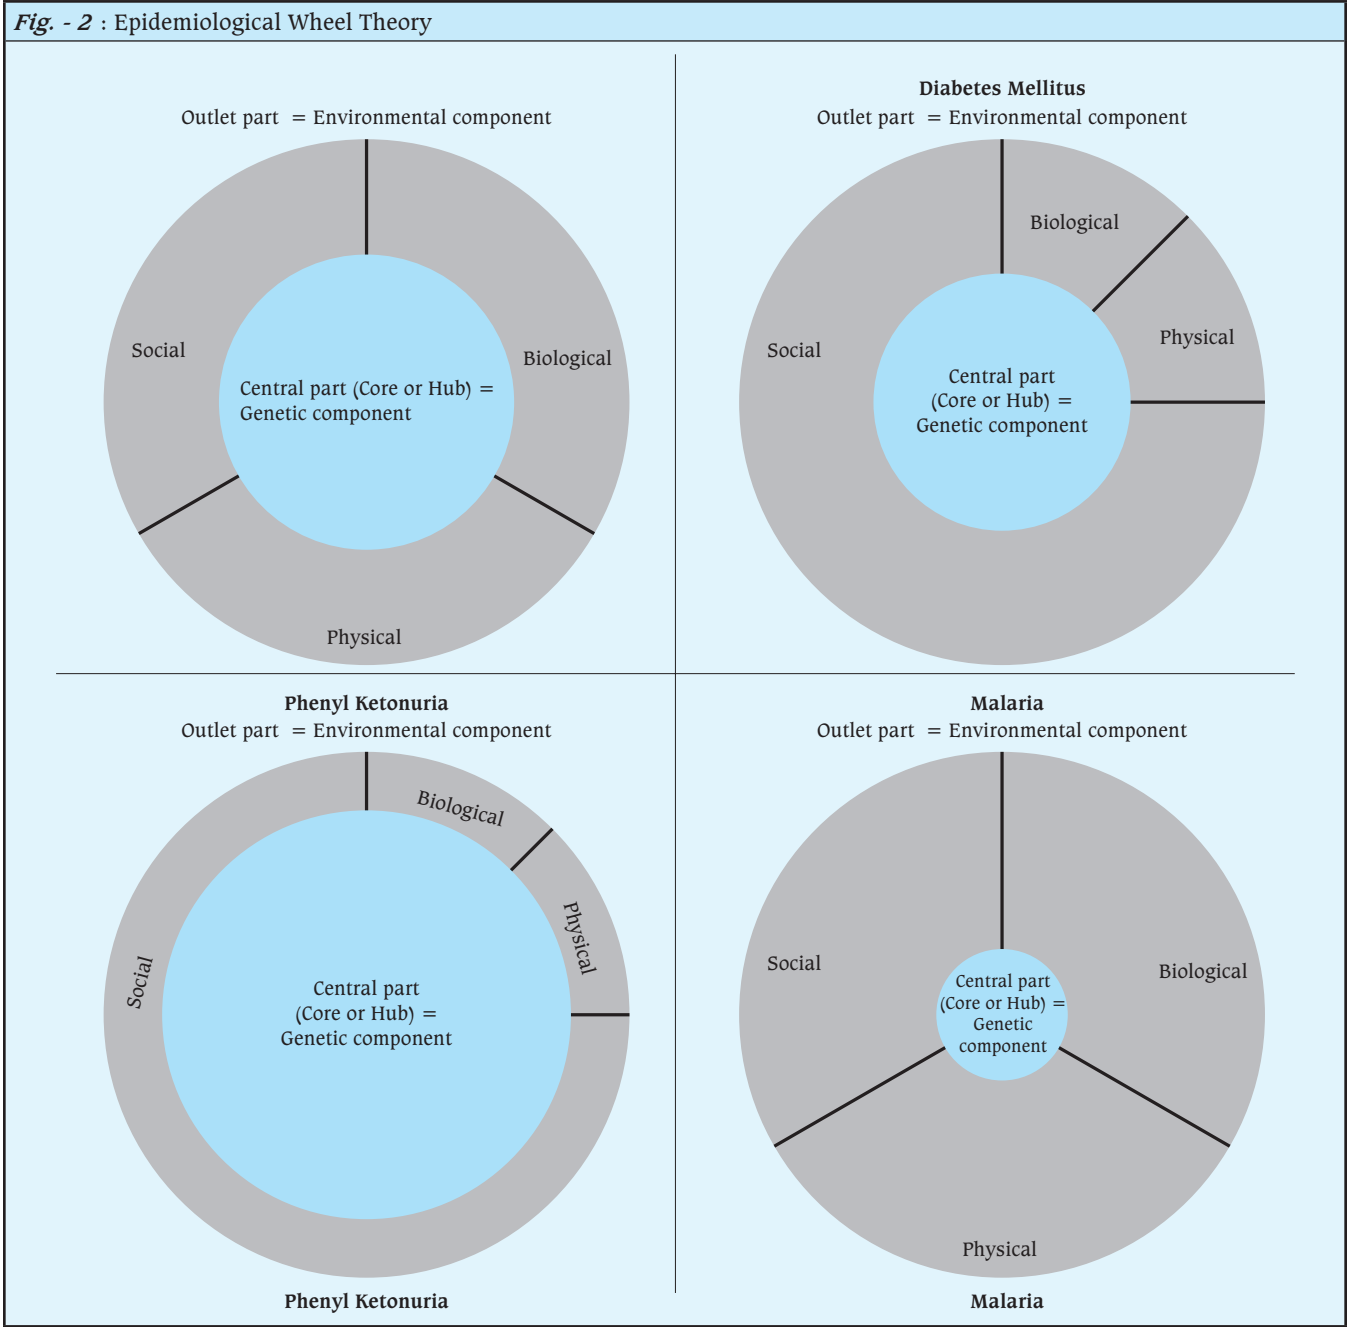 Fig. - 2 : Epidemiological Wheel Theory
Outlet part = Environmental component
Social
Biological
Central part (Core or Hub) =
Genetic component
Physical
Diabetes Mellitus
Outlet part = Environmental component
Biological
Physical
Social
Central part
(Core or Hub) =
Genetic component
Phenyl Ketonuria
Outlet part = Environmental component
Biological
Physical
Social
Central part
(Core or Hub) =
Genetic component
Phenyl Ketonuria
Malaria
Outlet part = Environmental component
Social
Biological
Central part
(Core or Hub) =
Genetic
component
Physical
Malaria